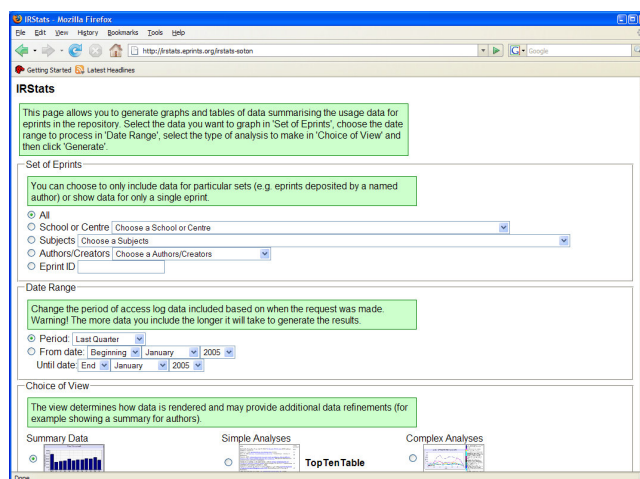 IRStats - Mozilla Firefox
File Edit View History Bookmarks Tools Help
http://irstats.eprints.org/irstats-soton
Google
Getting Started Latest Headlines
IRStats
This page allows you to generate graphs and tables of data summarising the usage data for
eprints in the repository. Select the data you want to graph in 'Set of Eprints', choose the date
range to process in 'Date Range', select the type of analysis to make in 'Choice of View' and
then click 'Generate'.
Set of Eprints
You can choose to only include data for particular sets (e.g. eprints deposited by a named
author) or show data for only a single eprint.
All
School or Centre Choose a School or Centre
Subjects Choose a Subjects
Authors/Creators Choose a Authors/Creators
Eprint ID
Date Range
Change the period of access log data included based on when the request was made.
Warning! The more data you include the longer it will take to generate the results.
Period: Last Quarter
From date: Beginning January 2005
Until date: End January 2005
Choice of View
The view determines how data is rendered and may provide additional data refinements (for
example showing a summary for authors).
Summary Data Simple Analyses Complex Analyses
TopTenTable
Done